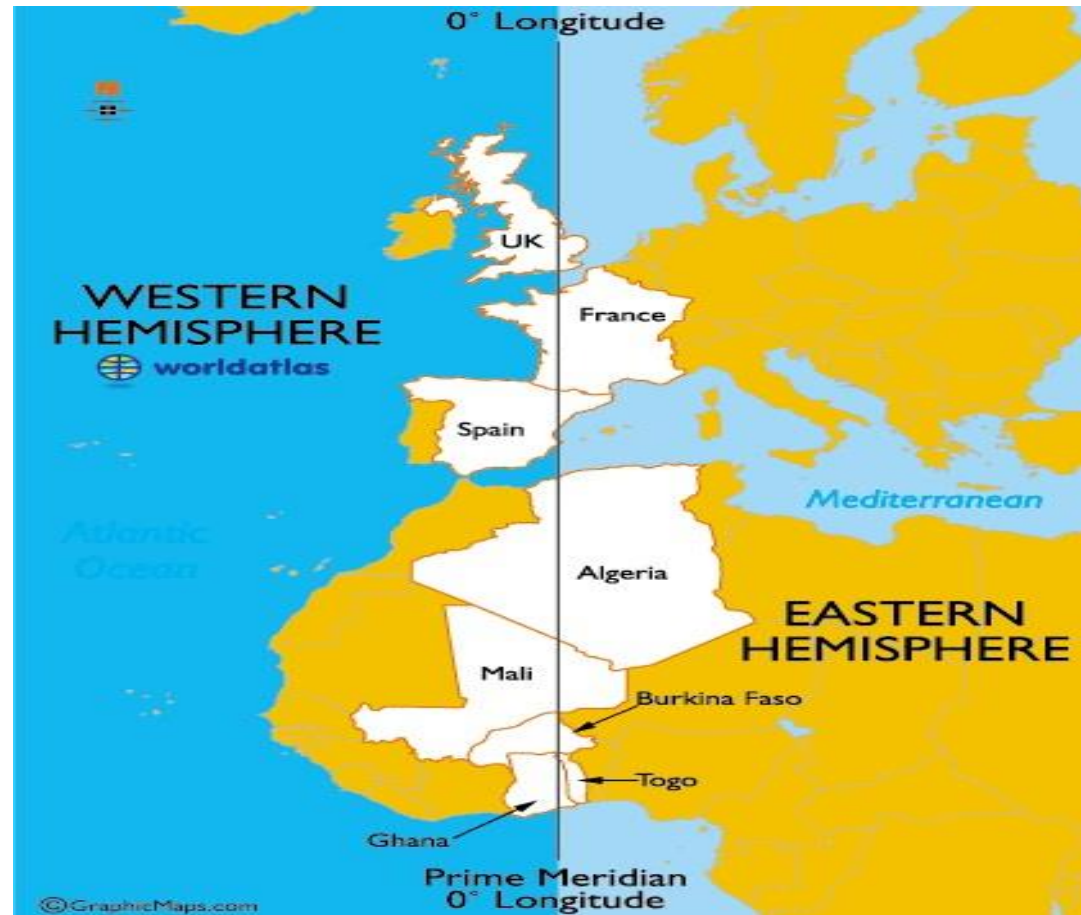 0° Longitude
UK
WESTERN
HEMISPHERE
worldatlas
France
Spain
Mediterranean
Atlantic
Ocean
Algeria
EASTERN
HEMISPHERE
Mali
Burkina Faso
Togo
Ghana
Prime Meridian
0° Longitude
©GraphicMaps.com